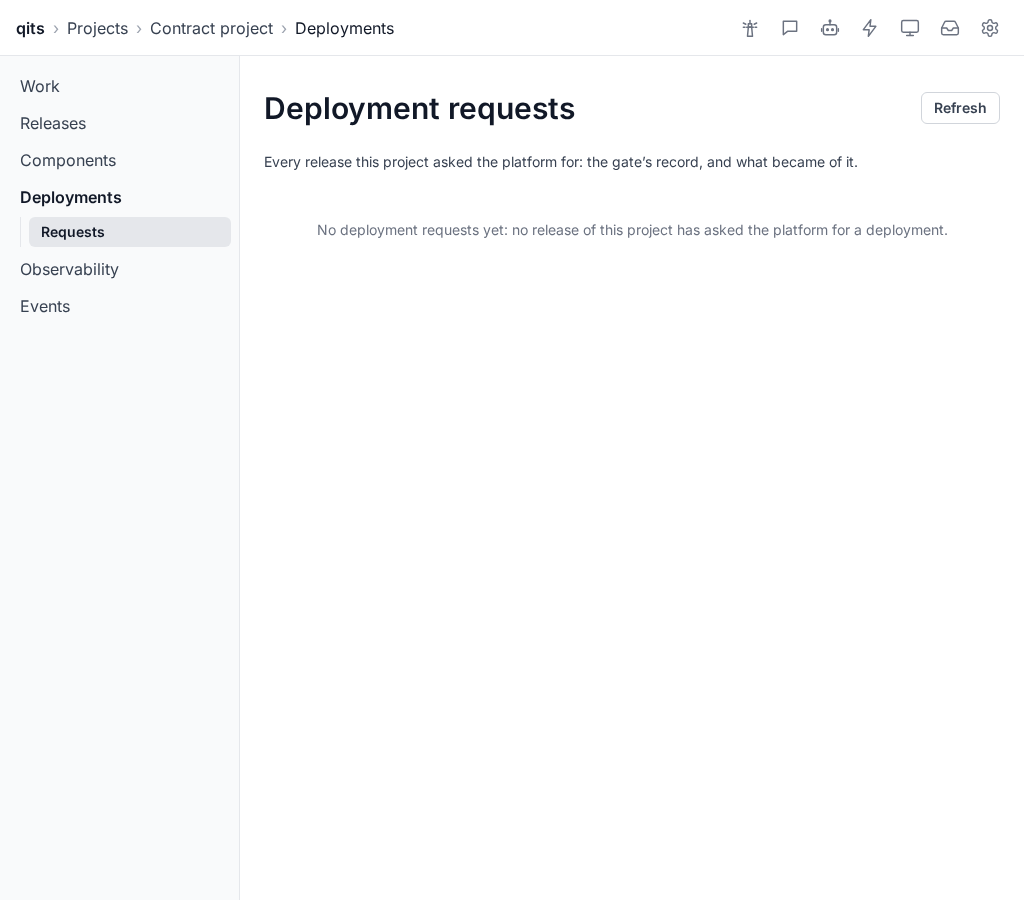 qits › Projects › Contract project › Deployments
Work
Releases
Components
Deployments
Requests
Observability
Events
Deployment requests
Refresh
Every release this project asked the platform for: the gate’s record, and what became of it.
No deployment requests yet: no release of this project has asked the platform for a deployment.